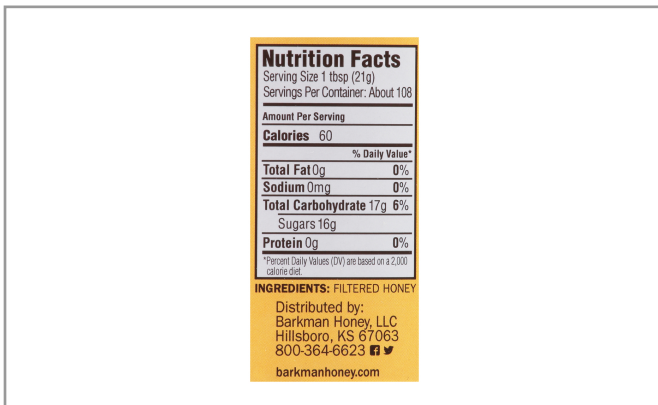 Nutrition Facts
Serving Size 1 tbsp (21g)
Servings Per Container: About 108
Amount Per Serving
Calories 60
% Daily Value*
Total Fat 0g 0%
Sodium 0mg 0%
Total Carbohydrate 17g 6%
Sugars 16g
Protein 0g 0%
*Percent Daily Values (DV) are based on a 2,000
calorie diet.
INGREDIENTS: FILTERED HONEY
Distributed by:
Barkman Honey, LLC
Hillsboro, KS 67063
800-364-6623
barkmanhoney.com